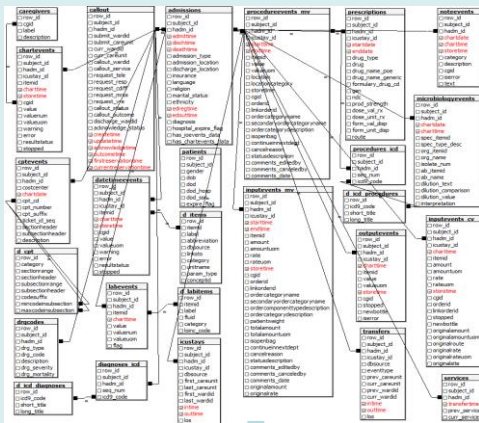 caregivers
row_id
cgid
label
description
chartevents
row_id
subject_id
hadm_id
icustay_id
itemid
charttime
storetime
cgid
value
valuenum
valueuom
warning
error
resultstatus
stopped
cptevents
row_id
subject_id
hadm_id
costcenter
chartdate
cpt_cd
cpt_number
cpt_suffix
ticket_id_seq
sectionheader
subsectionheader
description
d_cpt
row_id
category
sectionrange
sectionheader
subsectionrange
subsectionheader
codesuffix
mincodeinsubsection
maxcodeinsubsection
drgcodes
row_id
subject_id
hadm_id
drg_type
drg_code
description
drg_severity
drg_mortality
d_icd_diagnoses
row_id
icd9_code
short_title
long_title
callout
row_id
subject_id
hadm_id
submit_wardid
submit_careunit
curr_wardid
curr_careunit
callout_wardid
callout_service
request_tele
request_resp
request_cdiff
request_mrsa
request_vre
callout_status
callout_outcome
discharge_wardid
acknowledge_status
createtime
updatetime
acknowledgetime
outcometime
firstreservationtime
currentreservationtime
datetimeevents
row_id
subject_id
hadm_id
icustay_id
itemid
charttime
storetime
cgid
value
valueuom
warning
error
resultstatus
stopped
labevents
row_id
subject_id
hadm_id
itemid
charttime
value
valuenum
valueuom
flag
diagnoses_icd
row_id
subject_id
hadm_id
seq_num
icd9_code
admissions
row_id
subject_id
hadm_id
admittime
dischtime
deathtime
admission_type
admission_location
discharge_location
insurance
language
religion
marital_status
ethnicity
edregtime
edouttime
diagnosis
hospital_expire_flag
has_ioevents_data
has_chartevents_data
patients
row_id
subject_id
gender
dob
dod
dod_hosp
dod_ssn
expire_flag
d_items
row_id
itemid
label
abbreviation
dbsource
linksto
category
unitname
param_type
conceptid
d_labitems
row_id
itemid
label
fluid
category
loinc_code
icustays
row_id
subject_id
hadm_id
icustay_id
dbsource
first_careunit
last_careunit
first_wardid
last_wardid
intime
outtime
los
procedureevents_mv
row_id
subject_id
hadm_id
icustay_id
starttime
endtime
itemid
value
valueuom
location
locationcategory
storetime
cgid
orderid
linkorderid
ordercategoryname
secondaryordercategoryname
ordercategorydescription
isopenbag
continueinnextdept
cancelreason
statusdescription
comments_editedby
comments_canceledby
comments_date
inputevents_mv
row_id
subject_id
hadm_id
icustay_id
starttime
endtime
itemid
amount
amountuom
rate
rateuom
storetime
cgid
orderid
linkorderid
ordercategoryname
secondaryordercategoryname
ordercomponenttypedescription
ordercategorydescription
patientweight
totalamount
totalamountuom
isopenbag
continueinnextdept
cancelreason
statusdescription
comments_editedby
comments_canceledby
comments_date
originalamount
originalrate
prescriptions
row_id
subject_id
hadm_id
icustay_id
startdate
enddate
drug_type
drug
drug_name_poe
drug_name_generic
formulary_drug_cd
gsn
ndc
prod_strength
dose_val_rx
dose_unit_rx
form_val_disp
form_unit_disp
route
procedures_icd
row_id
subject_id
hadm_id
seq_num
icd9_code
d_icd_procedures
row_id
icd9_code
short_title
long_title
outputevents
row_id
subject_id
hadm_id
icustay_id
charttime
itemid
value
valueuom
storetime
cgid
stopped
newbottle
iserror
transfers
row_id
subject_id
hadm_id
icustay_id
dbsource
eventtype
prev_careunit
curr_careunit
prev_wardid
curr_wardid
intime
outtime
los
noteevents
row_id
subject_id
hadm_id
chartdate
charttime
storetime
category
description
cgid
iserror
text
microbiologyevents
row_id
subject_id
hadm_id
chartdate
charttime
spec_itemid
spec_type_desc
org_itemid
org_name
isolate_num
ab_itemid
ab_name
dilution_text
dilution_comparison
dilution_value
interpretation
inputevents_cv
row_id
subject_id
hadm_id
icustay_id
charttime
itemid
amount
amountuom
rate
rateuom
storetime
cgid
orderid
linkorderid
stopped
newbottle
originalamount
originalamountuom
originalroute
originalrate
originalrateuom
originalsite
services
row_id
subject_id
hadm_id
transfertime
prev_service
curr_service